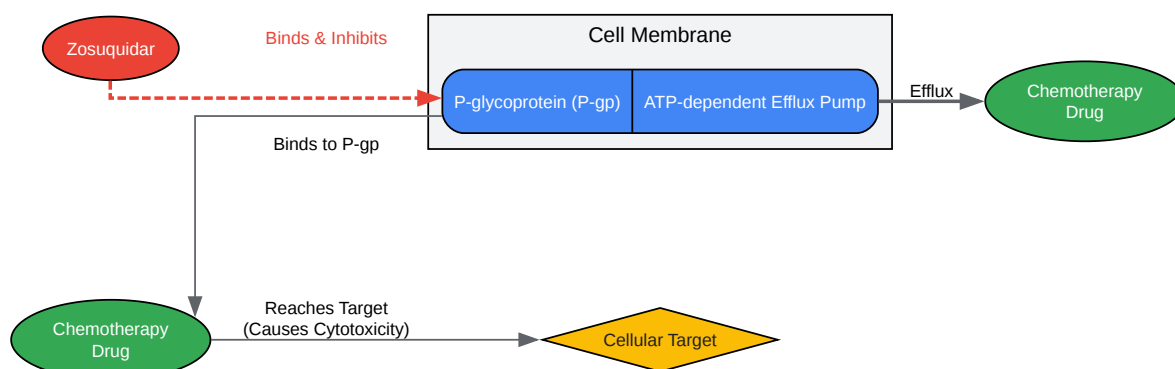 Cell Membrane
Zosuquidar
Binds & Inhibits
P-glycoprotein (P-gp)
ATP-dependent Efflux Pump
Efflux
Chemotherapy
Drug
Binds to P-gp
Chemotherapy
Drug
Reaches Target
(Causes Cytotoxicity)
Cellular Target